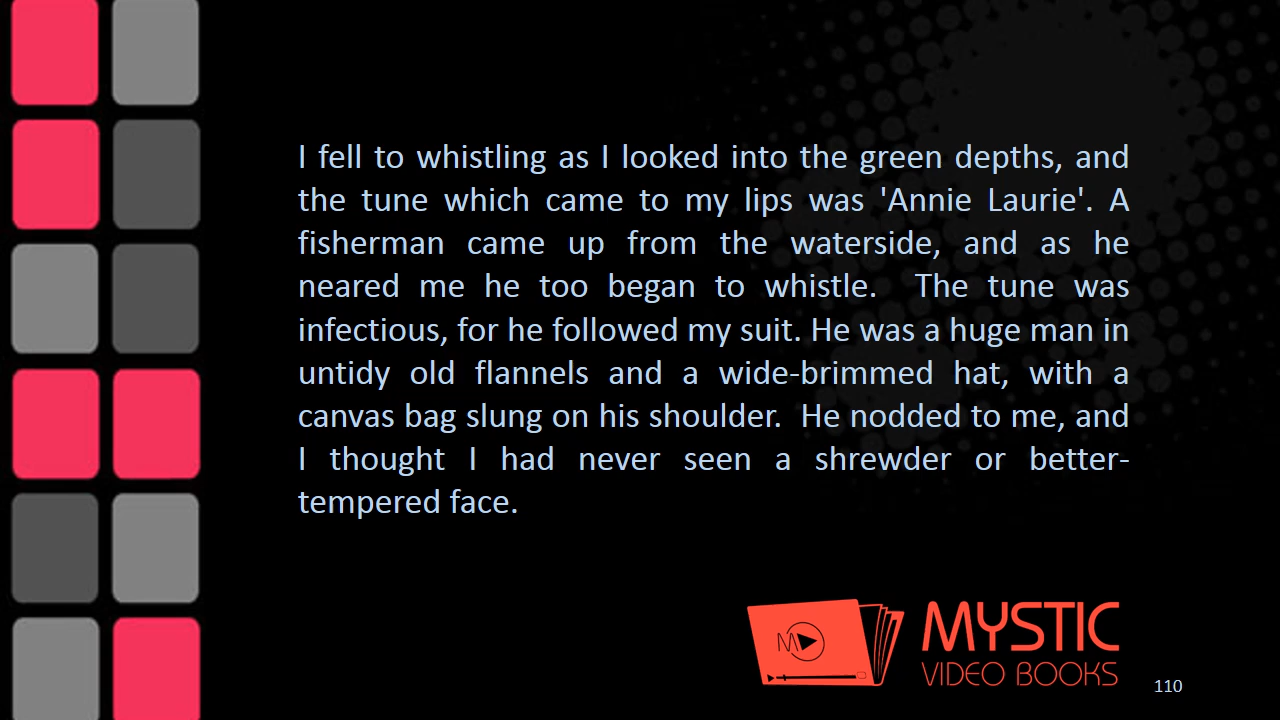 I fell to whistling as I looked into the green depths, and
the tune which came to my lips was 'Annie Laurie'. A
fisherman came up from the waterside, and as he
neared me he too began to whistle.  The tune was
infectious, for he followed my suit. He was a huge man in
untidy old flannels and a wide-brimmed hat, with a
canvas bag slung on his shoulder.  He nodded to me, and
I thought I had never seen a shrewder or better-
tempered face.
M
MYSTIC
VIDEO BOOKS
110